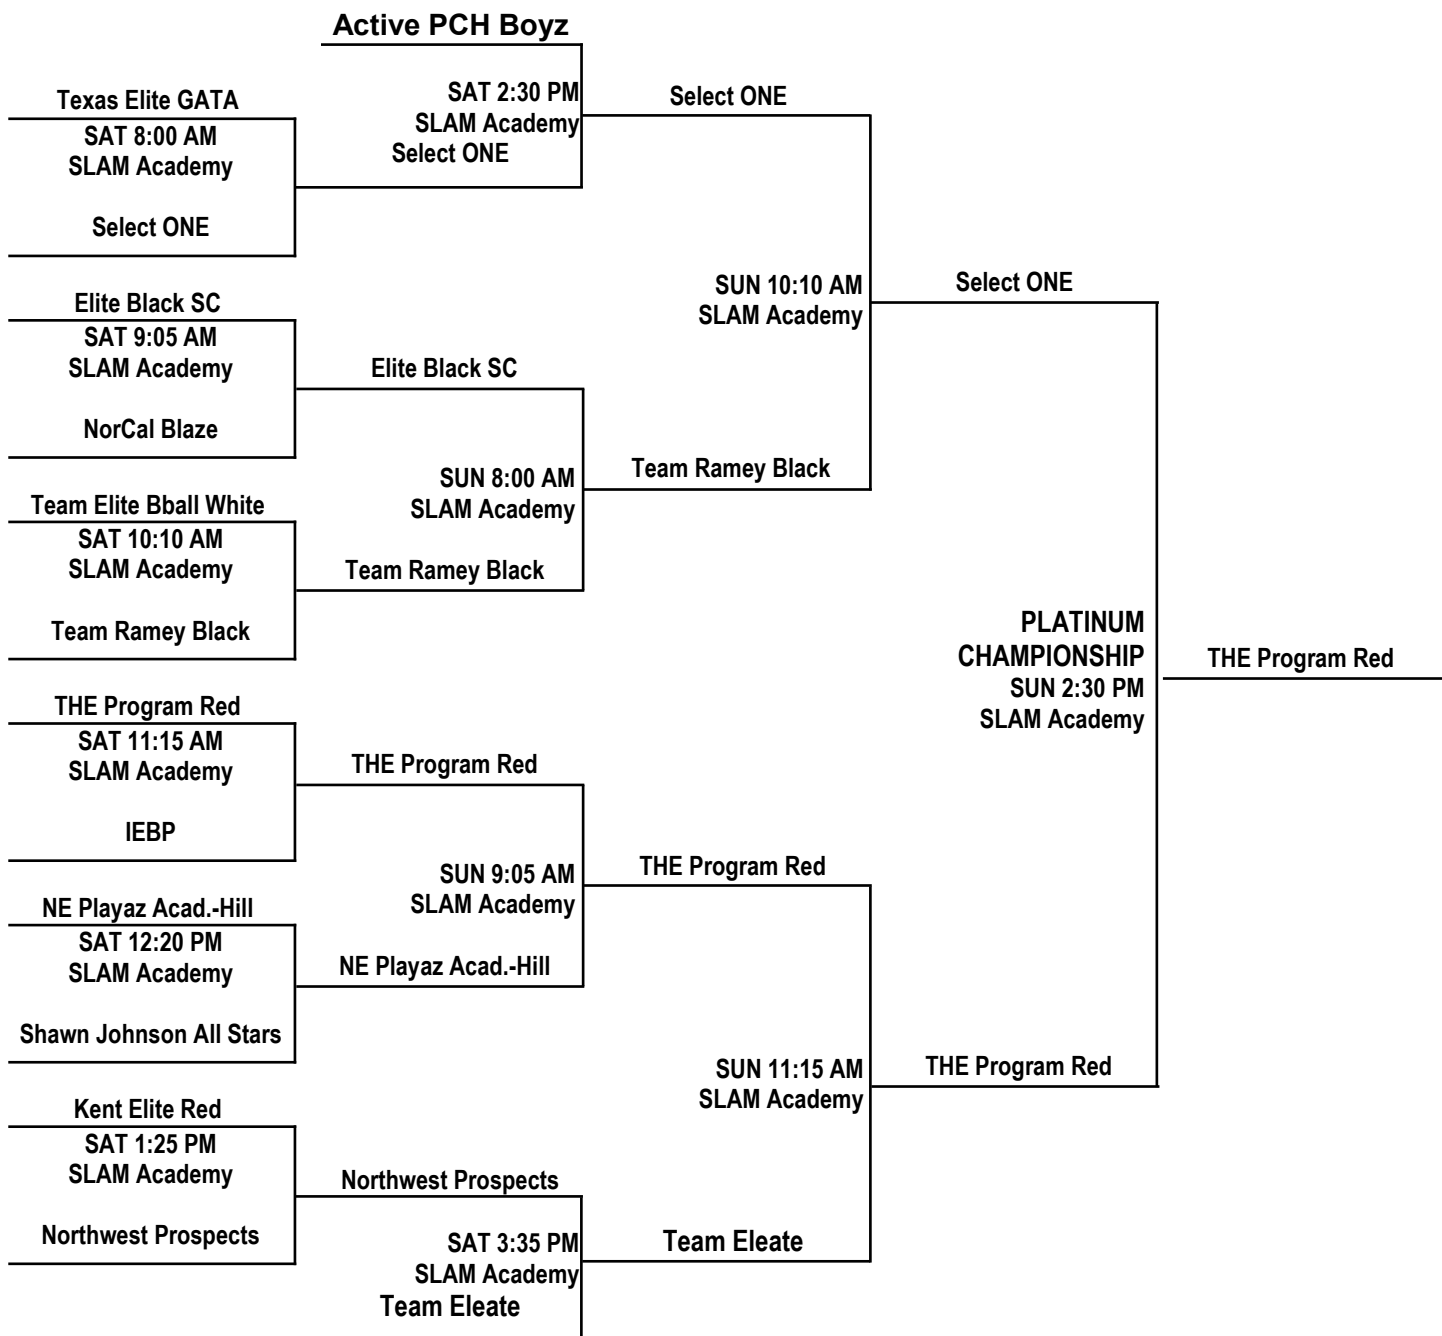 Active PCH Boyz
Texas Elite GATA
SAT 8:00 AM
SLAM Academy
Select ONE
SAT 2:30 PM
SLAM Academy
Select ONE
Select ONE
Elite Black SC
SAT 9:05 AM
SLAM Academy
NorCal Blaze
Elite Black SC
SUN 10:10 AM
SLAM Academy
Select ONE
SUN 8:00 AM
SLAM Academy
Team Ramey Black
Team Elite Bball White
SAT 10:10 AM
SLAM Academy
Team Ramey Black
Team Ramey Black
PLATINUM
CHAMPIONSHIP
SUN 2:30 PM
SLAM Academy
THE Program Red
THE Program Red
SAT 11:15 AM
SLAM Academy
IEBP
THE Program Red
SUN 9:05 AM
SLAM Academy
THE Program Red
NE Playaz Acad.-Hill
SAT 12:20 PM
SLAM Academy
Shawn Johnson All Stars
NE Playaz Acad.-Hill
SUN 11:15 AM
SLAM Academy
THE Program Red
Kent Elite Red
SAT 1:25 PM
SLAM Academy
Northwest Prospects
Northwest Prospects
SAT 3:35 PM
SLAM Academy
Team Eleate
Team Eleate